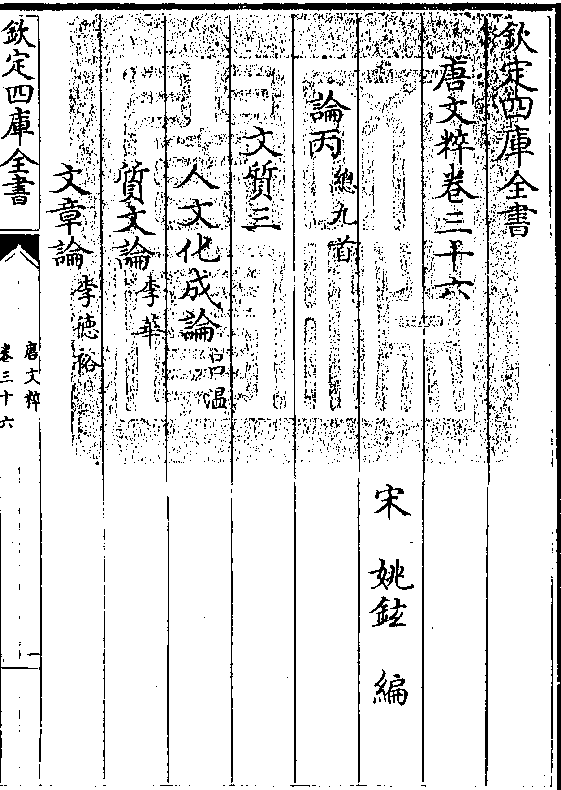 欽定四庫全書
唐文粹卷三十六
宋 姚鉉 編
論丙 總九首
文質三
人文化成論 吕温
質文論 李華
文章論 李德裕
欽定四庫全書
唐文粹
卷三十六
一